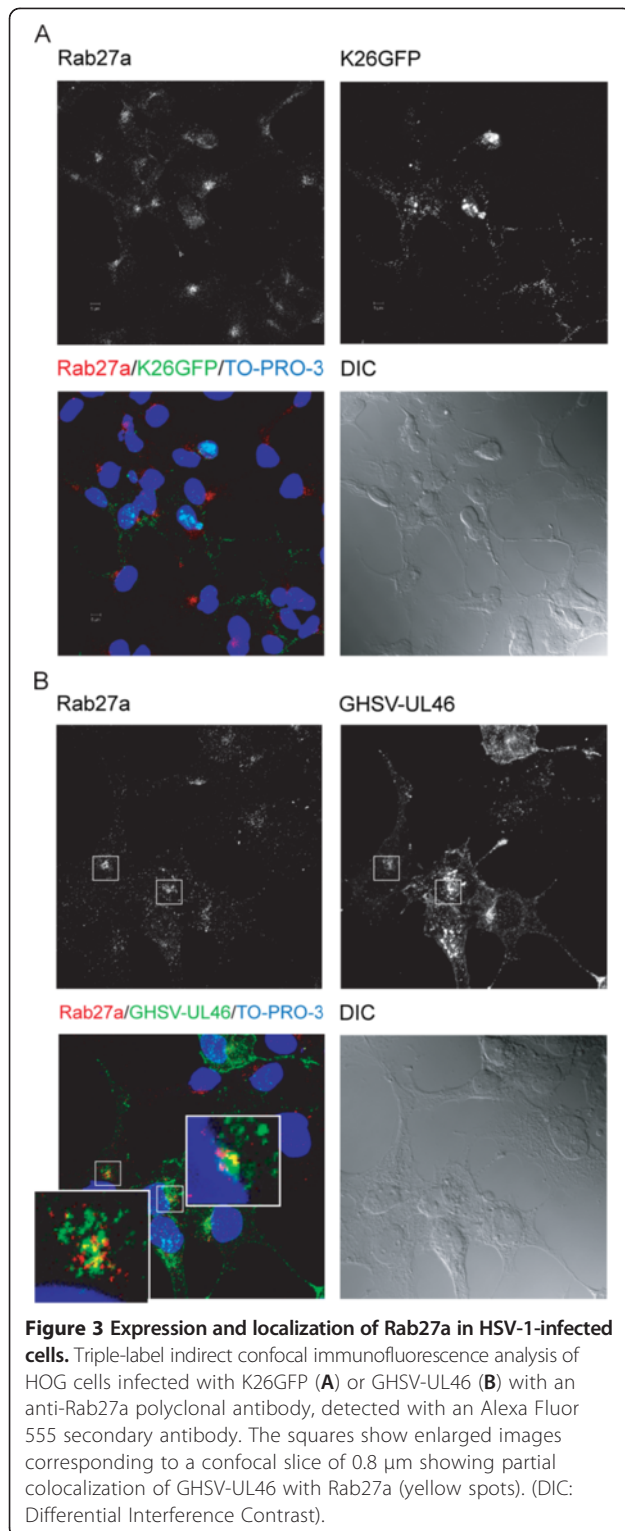 A
Rab27a K26GFP
Rab27a/K26GFP/TO-PRO-3 DIC
B
Rab27a GHSV-UL46
Rab27a/GHSV-UL46/TO-PRO-3 DIC
Figure 3 Expression and localization of Rab27a in HSV-1-infected
cells. Triple-label indirect confocal immunofluorescence analysis of
HOG cells infected with K26GFP (A) or GHSV-UL46 (B) with an
anti-Rab27a polyclonal antibody, detected with an Alexa Fluor
555 secondary antibody. The squares show enlarged images
corresponding to a confocal slice of 0.8 μm showing partial
colocalization of GHSV-UL46 with Rab27a (yellow spots). (DIC:
Differential Interference Contrast).